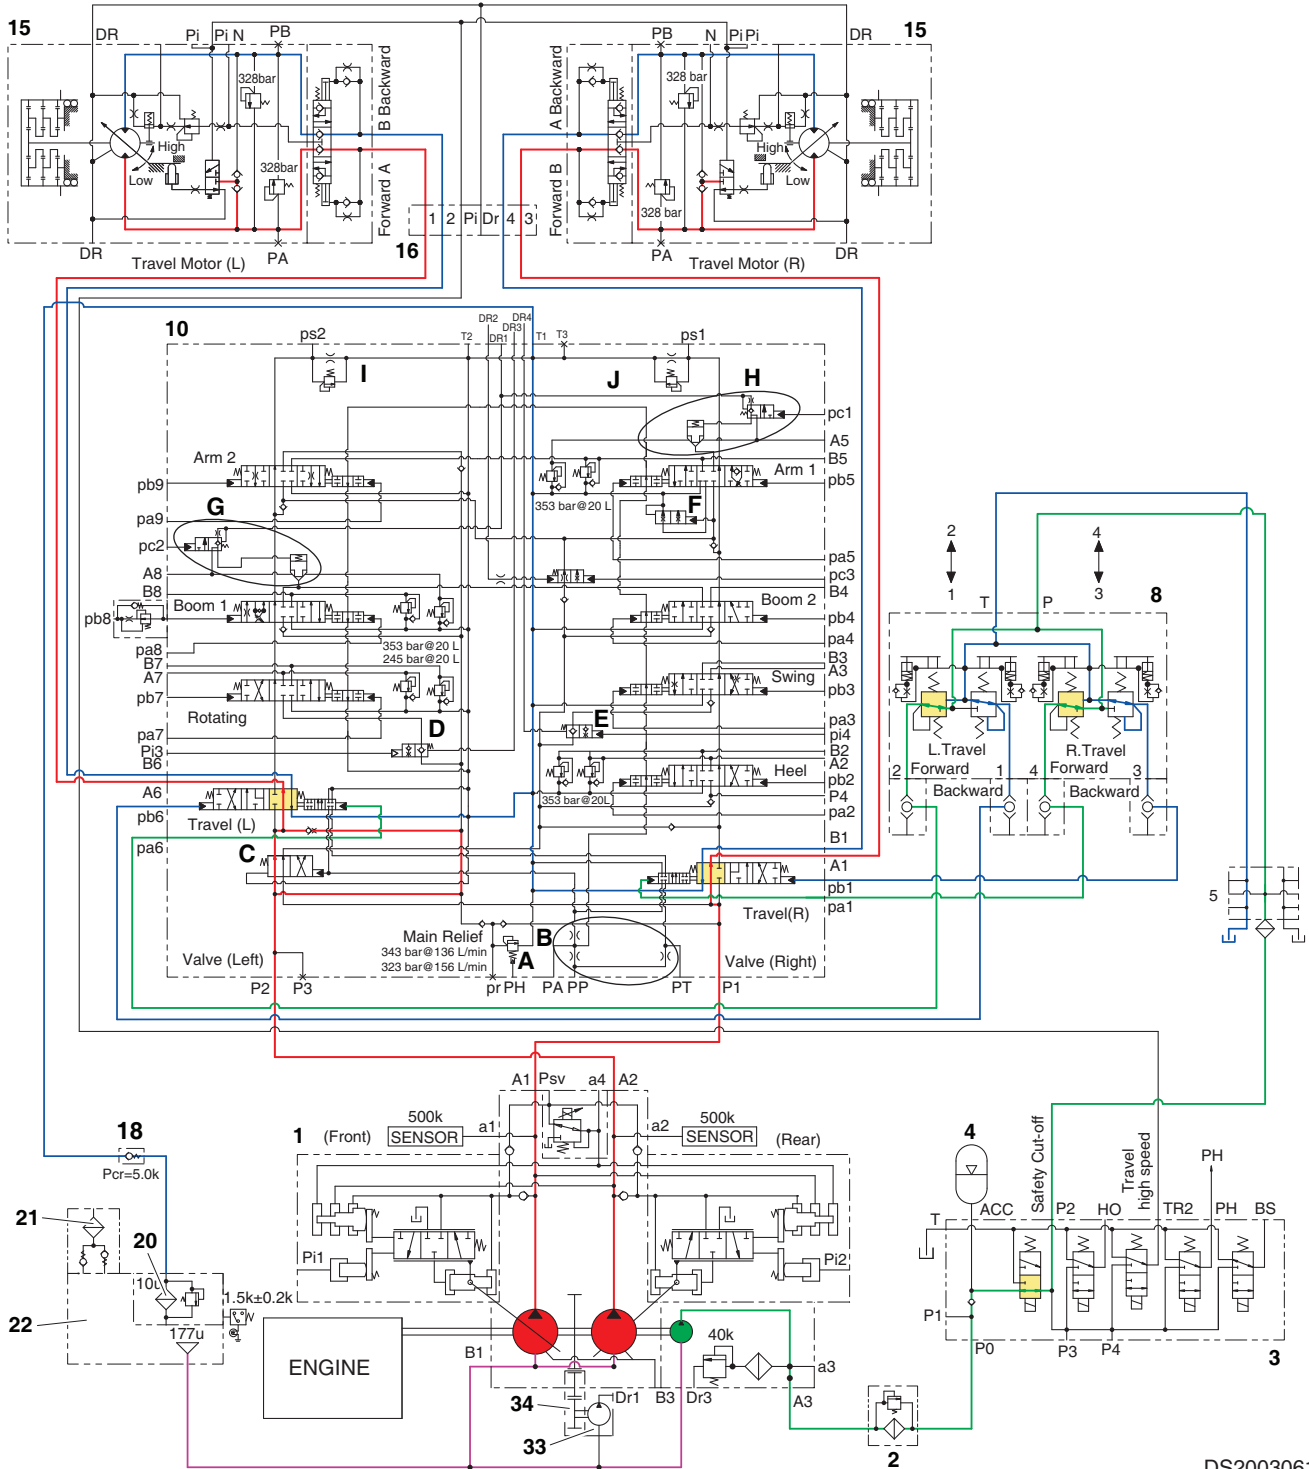 15
DR
Pi
Pi
N
PB
PB
N
Pi
Pi
DR
15
328bar
328bar
High
Low
B Backward
Forward A
DR
PA
Travel Motor (L)
16
1
2
Pi
Dr
4
3
A Backward
Forward B
328 bar
328 bar
High
Low
PA
DR
Travel Motor (R)
10
ps2
T2
DR2
DR1
DR3
DR4
T1
T3
ps1
I
J
H
pc1
A5
B5
Arm 2
Arm 1
pb9
pb5
353 bar@20 L
F
G
pa9
pc2
pa5
A8
pc3
B8
B4
Boom 1
Boom 2
pb8
pb4
353 bar@20 L
245 bar@20 L
pa8
pa4
B7
B3
A7
A3
Swing
pb7
pb3
Rotating
D
E
pa3
pa7
pi4
Pi3
B2
B6
A2
Heel
353 bar@20L
pb2
A6
P4
pb6
pa2
Travel (L)
B1
pa6
C
A1
pb1
Travel(R)
pa1
Main Relief
343 bar@136 L/min
323 bar@156 L/min
B
A
Valve (Left)
Valve (Right)
P2
P3
pr
PH
PA
PP
PT
P1
2
1
4
3
T
P
8
L.Travel
R.Travel
2
Forward
1
4
Forward
3
Backward
Backward
5
A1
Psv
a4
A2
500k
SENSOR
a1
a2
500k
SENSOR
1
(Front)
(Rear)
Pi1
Pi2
18
Pcr=5.0k
21
20
10u
1.5k±0.2k
22
177u
ENGINE
B1
34
Dr1
33
B3
Dr3
40k
a3
A3
2
4
Safety Cut-off
Travel
high speed
PH
T
ACC
P2
HO
TR2
PH
BS
P1
P0
P3
P4
3